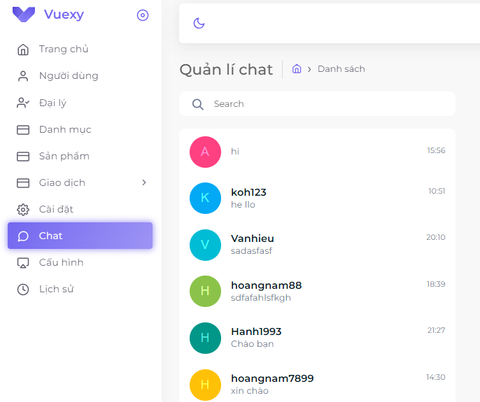 Vuexy
Trang chủ
Người dùng
Đại lý
Danh mục
Sản phẩm
Giao dịch
Cài đặt
Chat
Cấu hình
Lịch sử
Quản lí chat
Danh sách
Search
A
hi
15:56
K
koh123
10:51
he llo
V
Vanhieu
20:10
sadasfasf
H
hoangnam88
18:39
sdfafahlsfkgh
H
Hanh1993
21:27
Chào bạn
H
hoangnam7899
14:30
xin chào